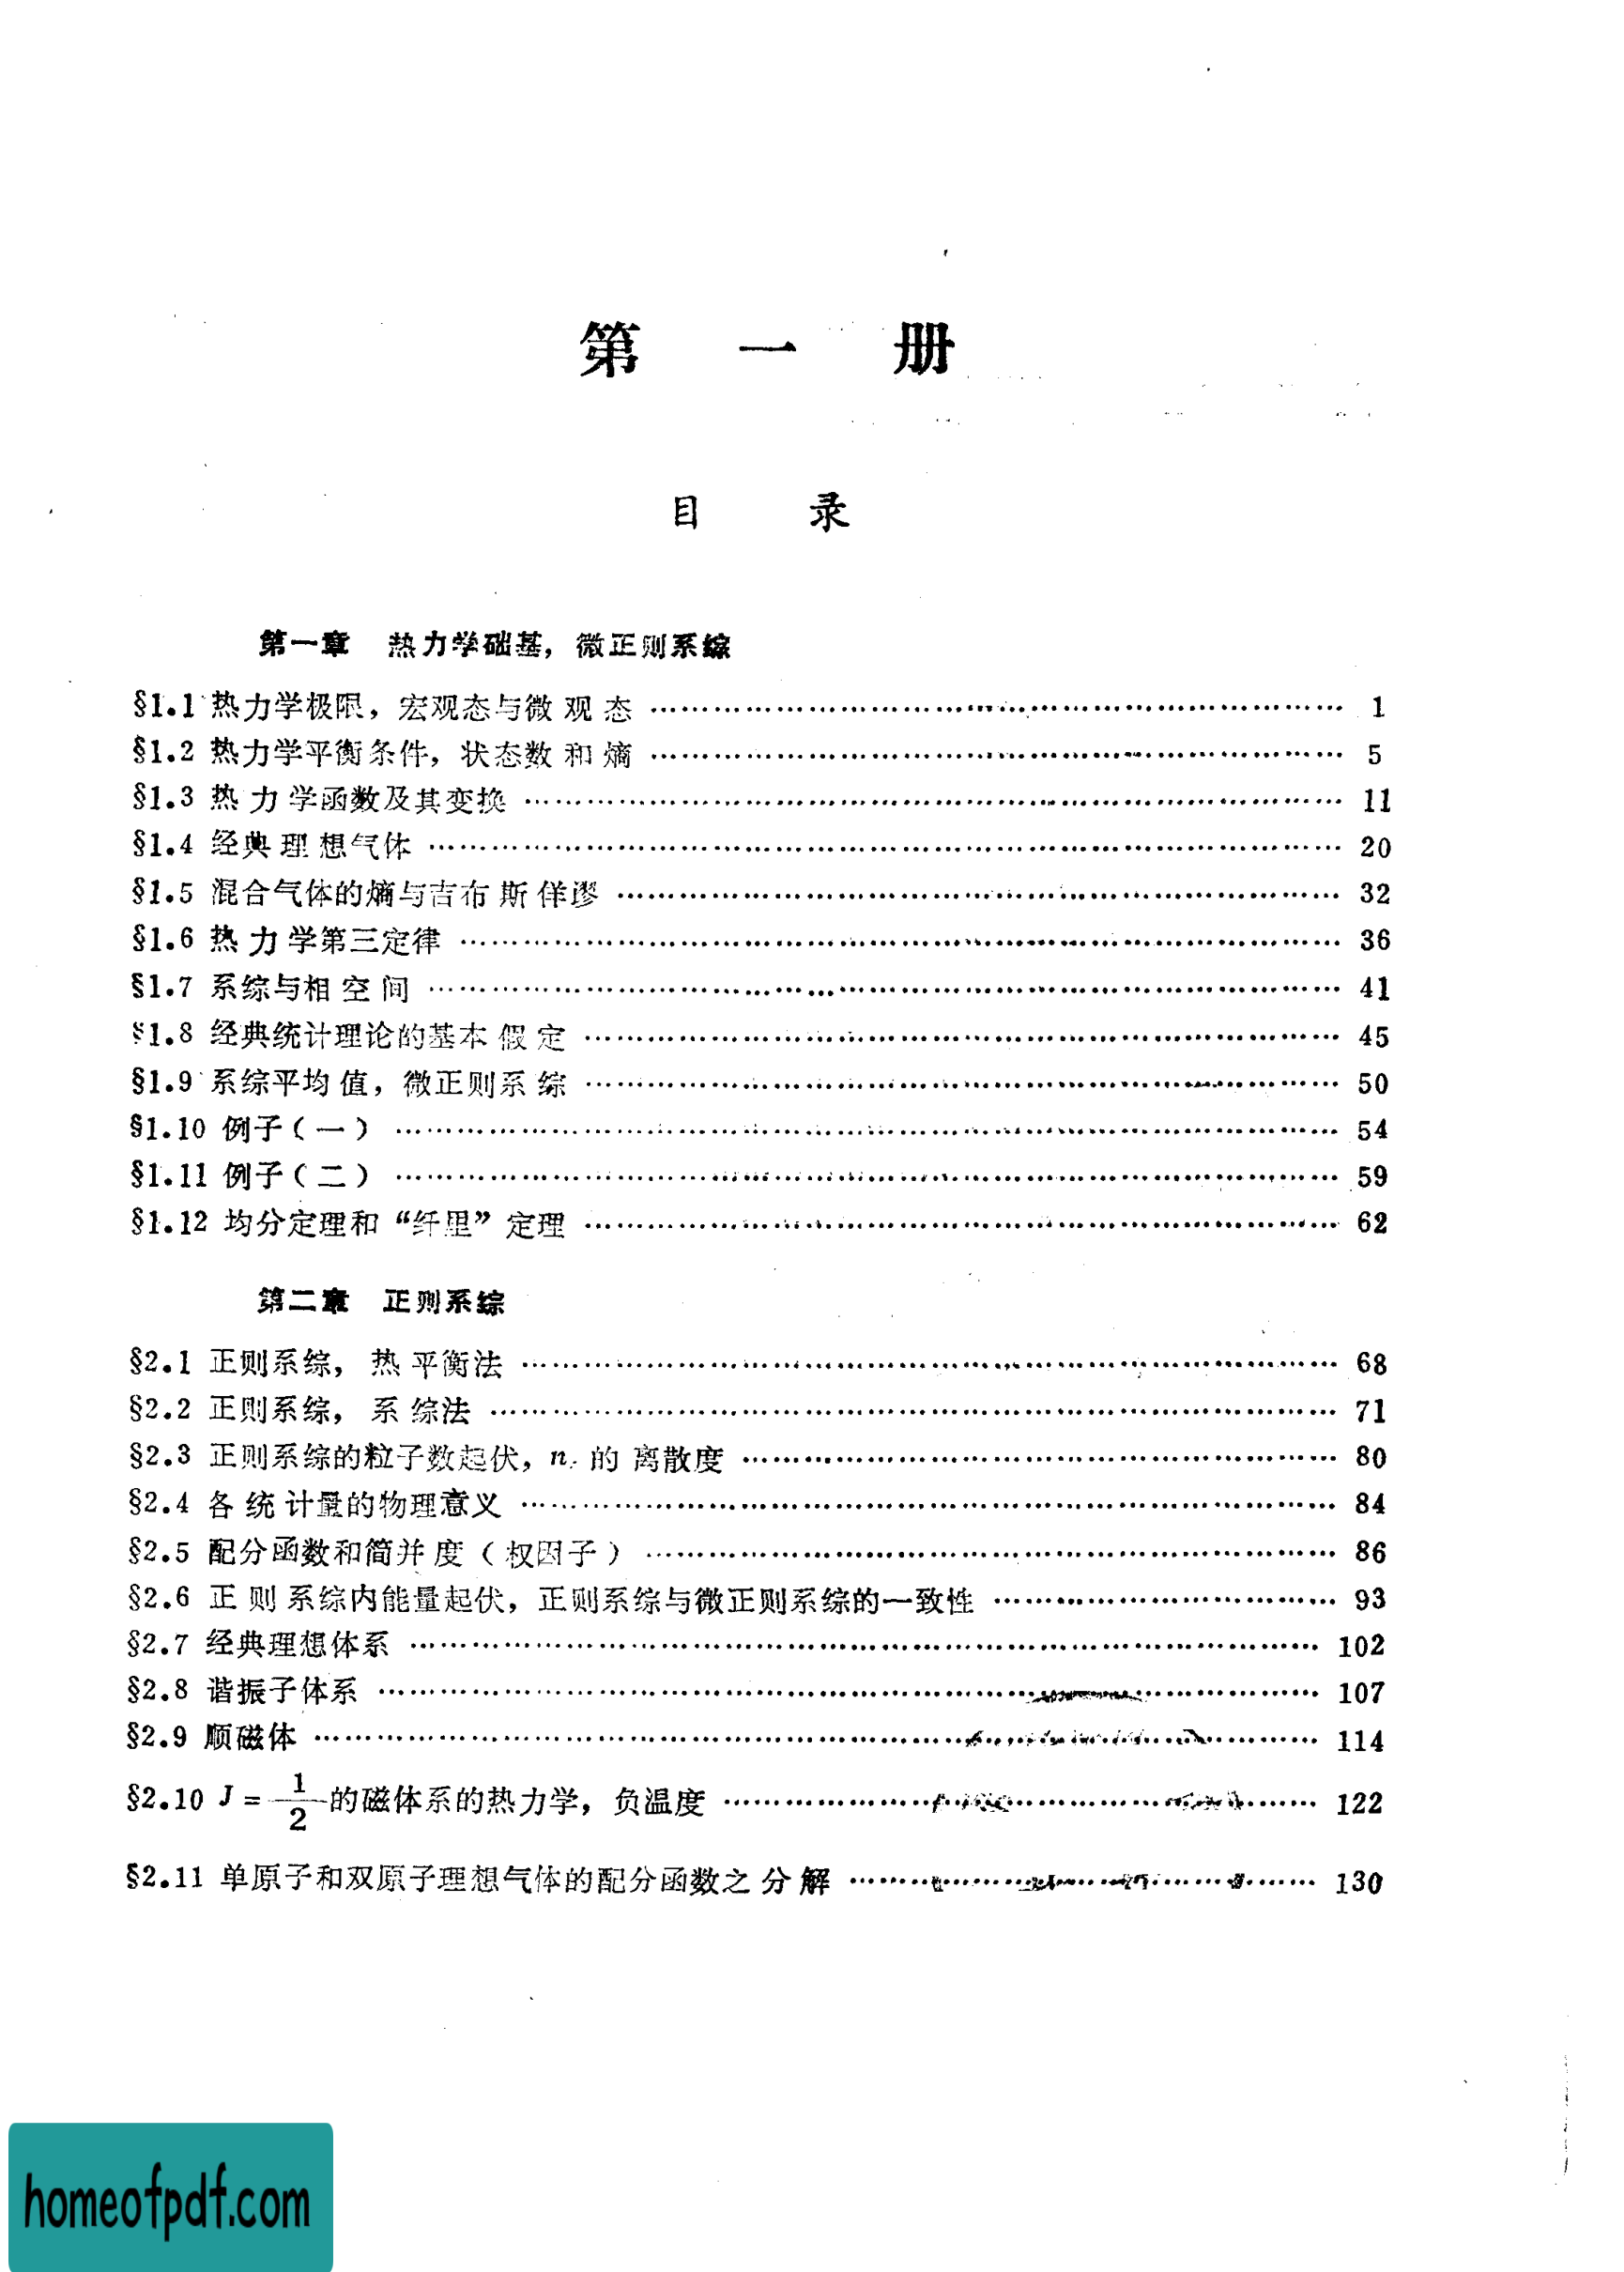 第 一 册
目 录
第一章 热力学础基，微正则系综
§1.1 热力学极限，宏观态与微观态 …… 1
§1.2 热力学平衡条件，状态数和熵 …… 5
§1.3 热力学函数及其变换 …… 11
§1.4 经典理想气体 …… 20
§1.5 混合气体的熵与吉布斯佯谬 …… 32
§1.6 热力学第三定律 …… 36
§1.7 系综与相空间 …… 41
§1.8 经典统计理论的基本假定 …… 45
§1.9 系综平均值，微正则系综 …… 50
§1.10 例子（一） …… 54
§1.11 例子（二） …… 59
§1.12 均分定理和“纤里”定理 …… 62
第二章 正则系综
§2.1 正则系综，热平衡法 …… 68
§2.2 正则系综，系综法 …… 71
§2.3 正则系综的粒子数起伏，n 的离散度 …… 80
§2.4 各统计量的物理意义 …… 84
§2.5 配分函数和简并度（权因子） …… 86
§2.6 正则系综内能量起伏，正则系综与微正则系综的一致性 …… 93
§2.7 经典理想体系 …… 102
§2.8 谐振子体系 …… 107
§2.9 顺磁体 …… 114
§2.10 J = 1/2 的磁体系的热力学，负温度 …… 122
§2.11 单原子和双原子理想气体的配分函数之分解 …… 130
homeofpdf.com